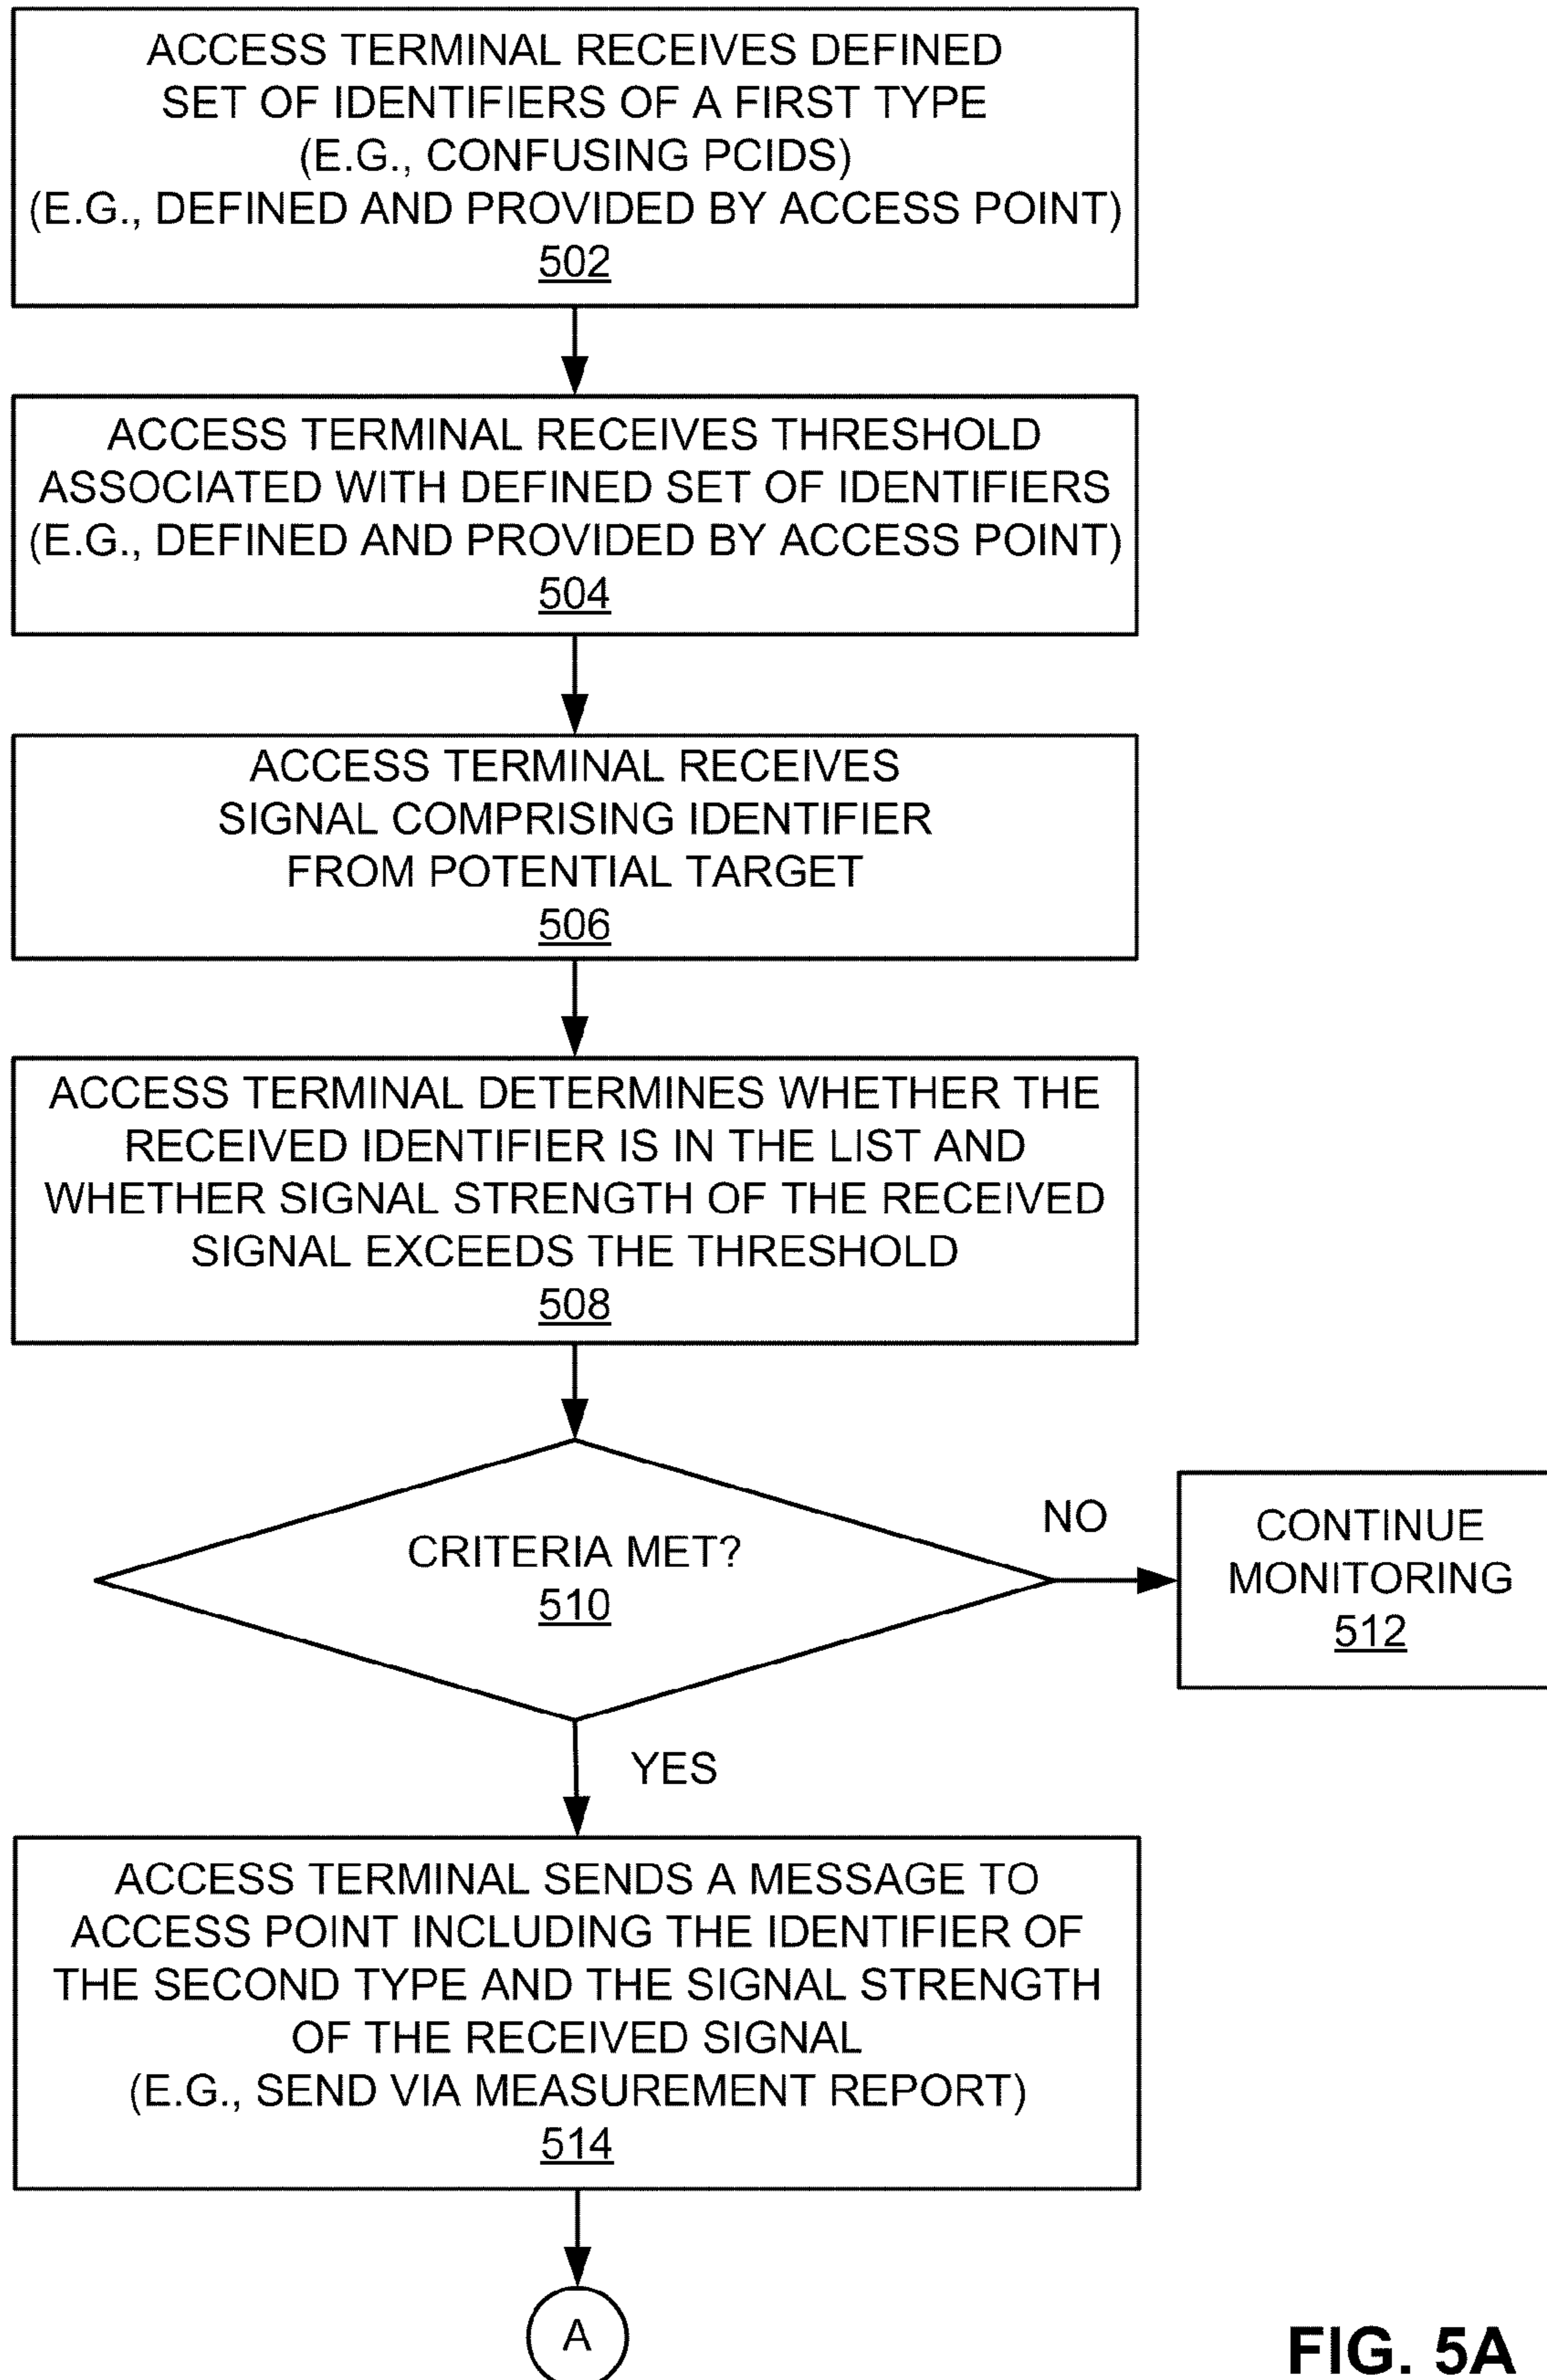 ACCESS TERMINAL RECEIVES DEFINED
SET OF IDENTIFIERS OF A FIRST TYPE
(E.G., CONFUSING PCIDS)
(E.G., DEFINED AND PROVIDED BY ACCESS POINT)
502
ACCESS TERMINAL RECEIVES THRESHOLD
ASSOCIATED WITH DEFINED SET OF IDENTIFIERS
(E.G., DEFINED AND PROVIDED BY ACCESS POINT)
504
ACCESS TERMINAL RECEIVES
SIGNAL COMPRISING IDENTIFIER
FROM POTENTIAL TARGET
506
ACCESS TERMINAL DETERMINES WHETHER THE
RECEIVED IDENTIFIER IS IN THE LIST AND
WHETHER SIGNAL STRENGTH OF THE RECEIVED
SIGNAL EXCEEDS THE THRESHOLD
508
CRITERIA MET?
510
NO
CONTINUE
MONITORING
512
YES
ACCESS TERMINAL SENDS A MESSAGE TO
ACCESS POINT INCLUDING THE IDENTIFIER OF
THE SECOND TYPE AND THE SIGNAL STRENGTH
OF THE RECEIVED SIGNAL
(E.G., SEND VIA MEASUREMENT REPORT)
514
A
FIG. 5A